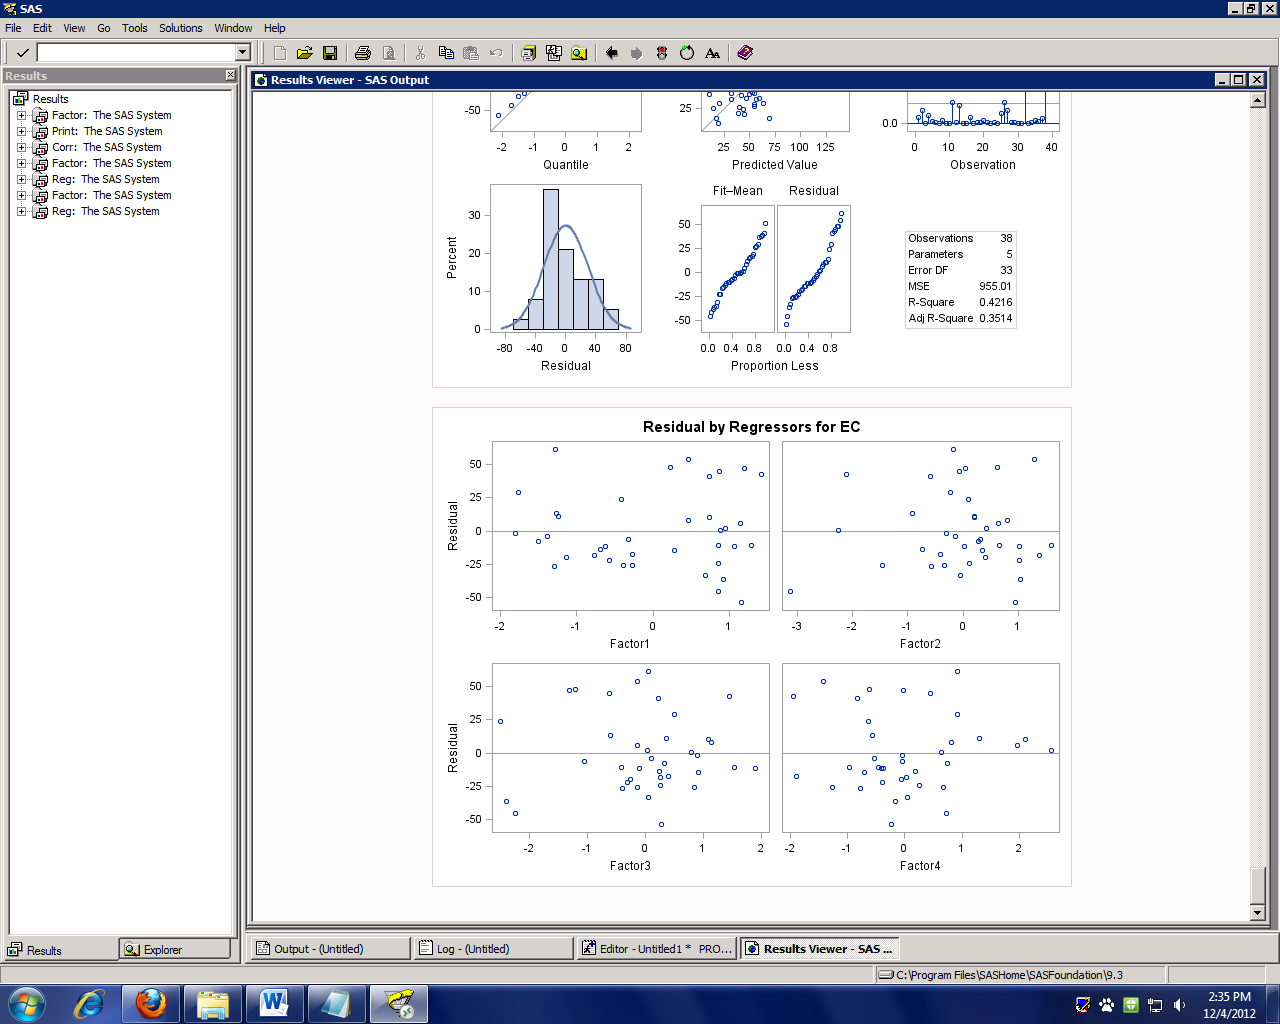 SAS
File Edit View Go Tools Solutions Window Help
Results
Results Viewer - SAS Output
Results
Factor: The SAS System
Print: The SAS System
Corr: The SAS System
Factor: The SAS System
Reg: The SAS System
Factor: The SAS System
Reg: The SAS System
-50
-2 -1 0 1 2
Quantile
25
25 50 75 100 125
Predicted Value
0.0
0 10 20 30 40
Observation
30
20
10
0
Percent
-80 -40 0 40 80
Residual
Fit–Mean Residual
50
25
0
-25
-50
0.0 0.4 0.8 0.0 0.4 0.8
Proportion Less
Observations 38
Parameters 5
Error DF 33
MSE 955.01
R-Square 0.4216
Adj R-Square 0.3514
Residual by Regressors for EC
50
25
0
-25
-50
Residual
-2 -1 0 1
Factor1
-3 -2 -1 0 1
Factor2
50
25
0
-25
-50
Residual
-2 -1 0 1 2
Factor3
-2 -1 0 1 2
Factor4
Results Explorer
Output - (Untitled) Log - (Untitled) Editor - Untitled1 * PRO... Results Viewer - SAS ...
C:\Program Files\SASHome\SASFoundation\9.3
2:35 PM
12/4/2012